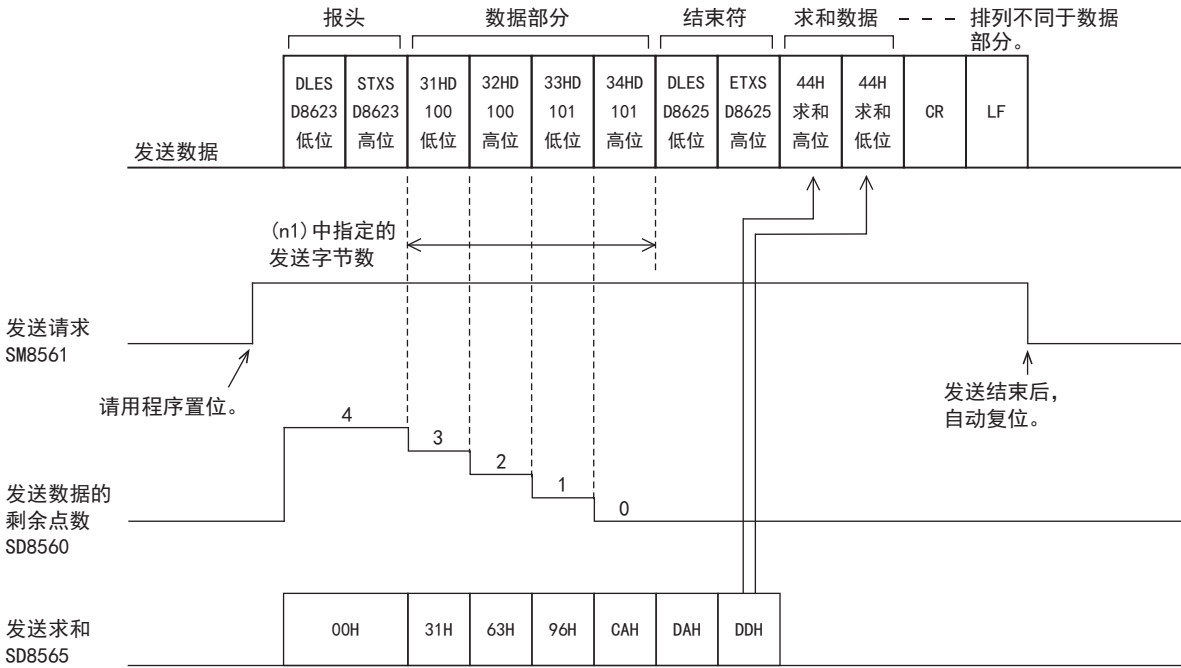 报头 数据部分 结束符 求和数据 - - - 排列不同于数据
部分。
DLES STXS 31HD 32HD 33HD 34HD DLES ETXS 44H 44H
D8623 D8623 100 100 101 101 D8625 D8625 求和 求和 CR LF
低位 高位 低位 高位 低位 高位 低位 高位 高位 低位
发送数据
(n1)中指定的
发送字节数
发送请求
SM8561
请用程序置位。
发送结束后，
自动复位。
4
3
2
1
0
发送数据的
剩余点数
SD8560
发送求和
SD8565
00H 31H 63H 96H CAH DAH DDH